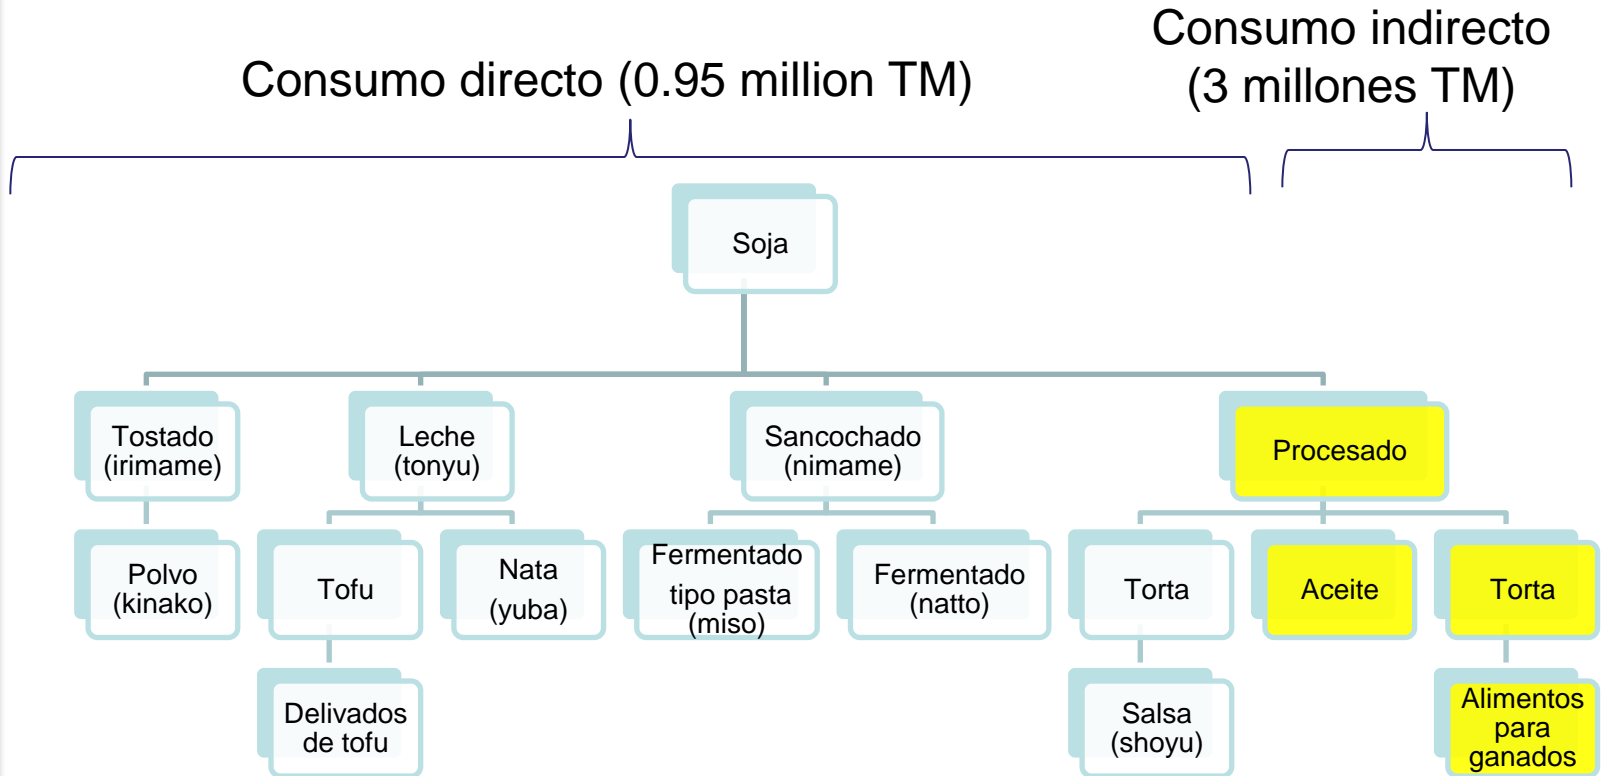 Consumo directo (0.95 million TM)
Consumo indirecto
(3 millones TM)
Soja
Tostado
(irimame)
Leche
(tonyu)
Sancochado
(nimame)
Procesado
Polvo
(kinako)
Tofu
Nata
(yuba)
Fermentado
tipo pasta
(miso)
Fermentado
(natto)
Torta
Aceite
Torta
Delivados
de tofu
Salsa
(shoyu)
Alimentos
para
ganados